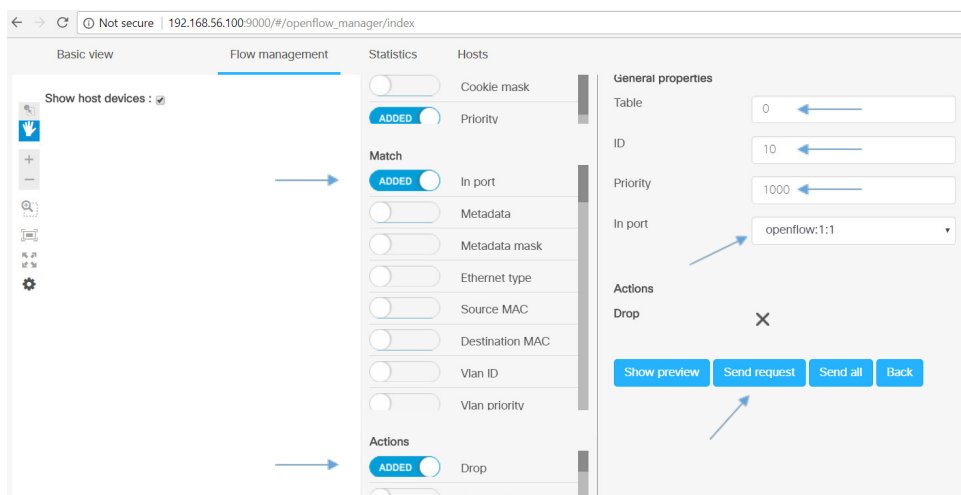 Not secure | 192.168.56.100:9000/#/openflow_manager/index
Basic view
Flow management
Statistics
Hosts
Show host devices :
Cookie mask
ADDED Priority
Match
ADDED In port
Metadata
Metadata mask
Ethernet type
Source MAC
Destination MAC
Vlan ID
Vlan priority
Actions
ADDED Drop
General properties
Table 0
ID 10
Priority 1000
In port openflow:1:1
Actions
Drop
Show preview Send request Send all Back